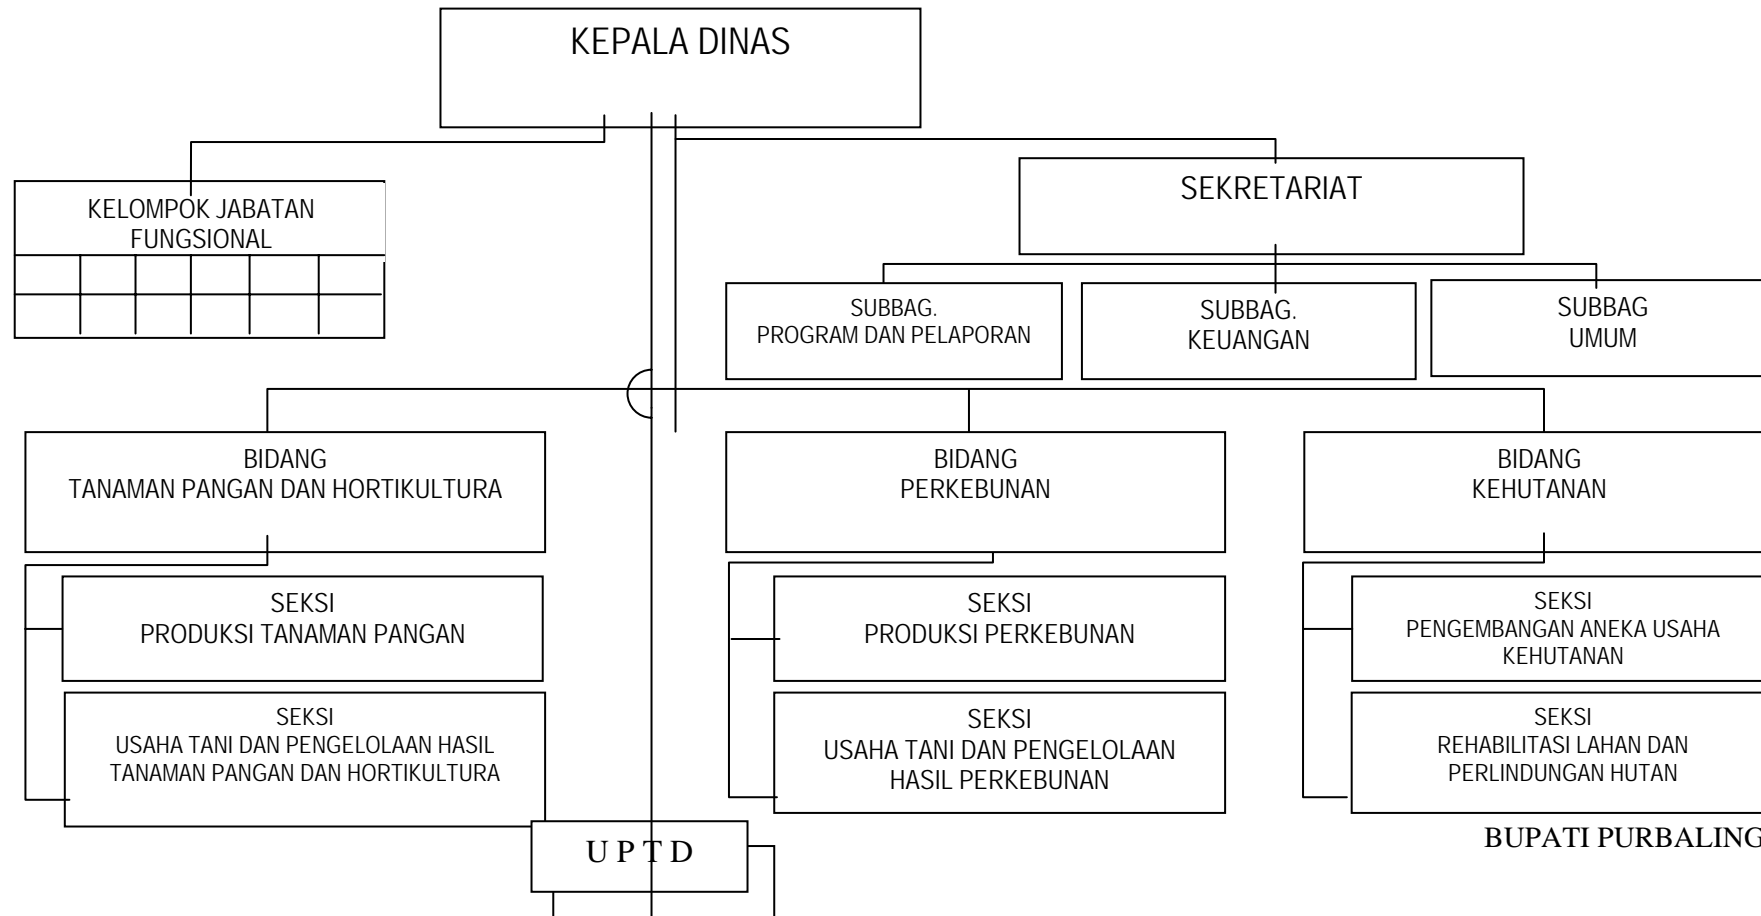 KEPALA DINAS
KELOMPOK JABATAN
FUNGSIONAL
SEKRETARIAT
SUBBAG.
PROGRAM DAN PELAPORAN
SUBBAG.
KEUANGAN
SUBBAG
UMUM
BIDANG
TANAMAN PANGAN DAN HORTIKULTURA
BIDANG
PERKEBUNAN
BIDANG
KEHUTANAN
SEKSI
PRODUKSI TANAMAN PANGAN
SEKSI
PRODUKSI PERKEBUNAN
SEKSI
PENGEMBANGAN ANEKA USAHA
KEHUTANAN
SEKSI
USAHA TANI DAN PENGELOLAAN HASIL
TANAMAN PANGAN DAN HORTIKULTURA
SEKSI
USAHA TANI DAN PENGELOLAAN
HASIL PERKEBUNAN
SEKSI
REHABILITASI LAHAN DAN
PERLINDUNGAN HUTAN
U P T D
BUPATI PURBALING